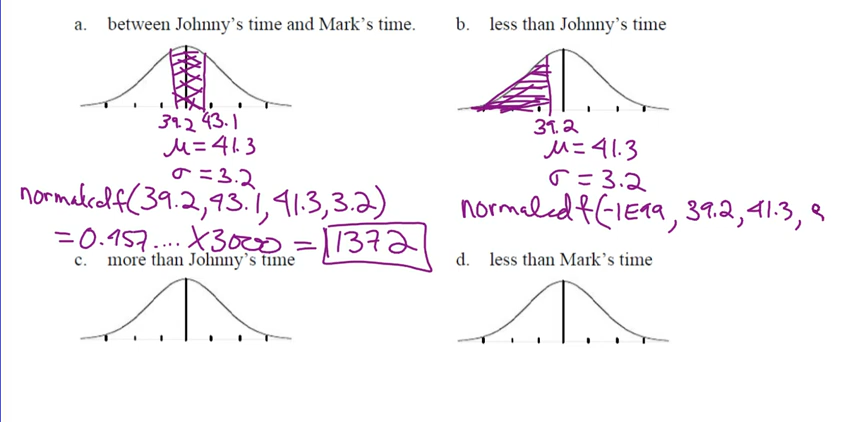 a. between Johnny's time and Mark's time.
39.2 43.1
μ = 41.3
σ = 3.2
normalcdf(39.2, 43.1, 41.3, 3.2)
= 0.457.... X3000 = 1372
b. less than Johnny's time
39.2
μ = 41.3
σ = 3.2
normalcdf(-1E99, 39.2, 41.3,
c. more than Johnny's time
d. less than Mark's time